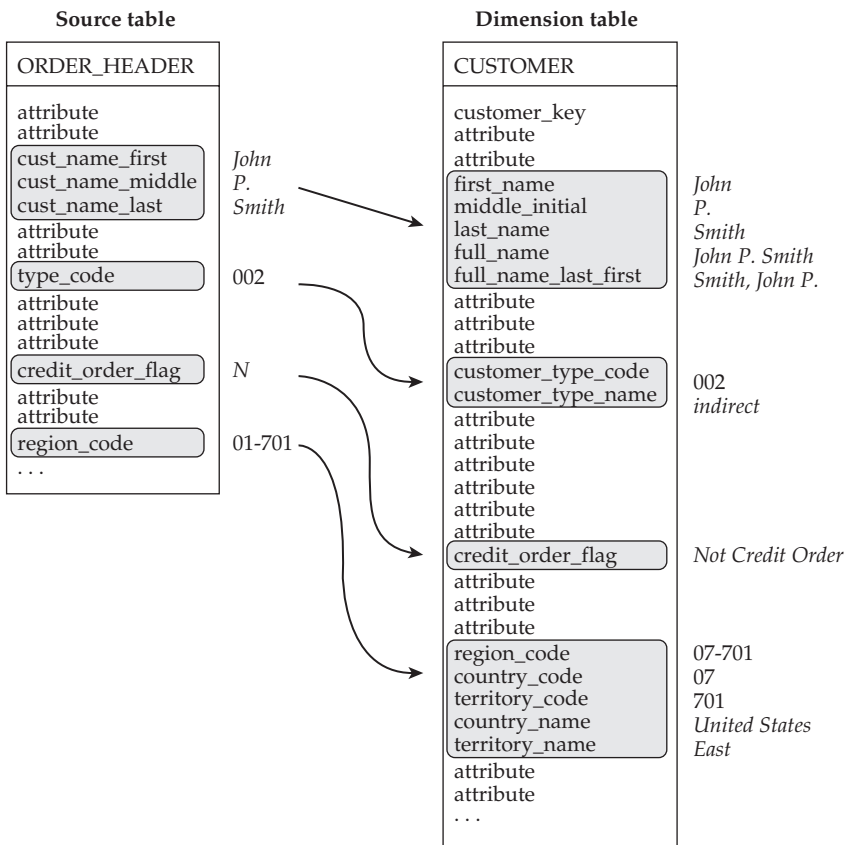 Source table
ORDER_HEADER
attribute
attribute
cust_name_first John
cust_name_middle P.
cust_name_last Smith
attribute
attribute
type_code 002
attribute
attribute
attribute
credit_order_flag N
attribute
attribute
region_code 01-701
. . .
Dimension table
CUSTOMER
customer_key
attribute
attribute
first_name John
middle_initial P.
last_name Smith
full_name John P. Smith
full_name_last_first Smith, John P.
attribute
attribute
attribute
customer_type_code 002
customer_type_name indirect
attribute
attribute
attribute
attribute
attribute
attribute
credit_order_flag Not Credit Order
attribute
attribute
attribute
region_code 07-701
country_code 07
territory_code 701
country_name United States
territory_name East
attribute
attribute
. . .